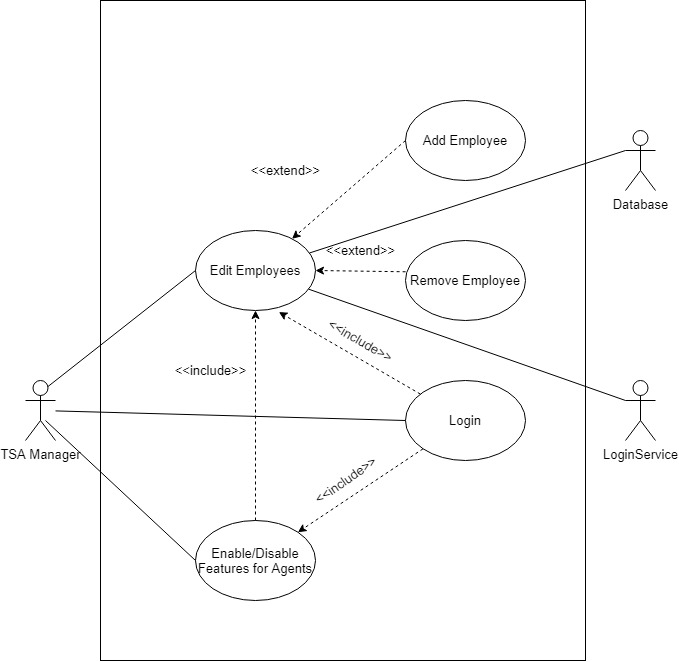 Add Employee
<<extend>>
Database
<<extend>>
Edit Employees
Remove Employee
<<include>>
<<include>>
Login
TSA Manager
LoginService
<<include>>
Enable/Disable
Features for Agents